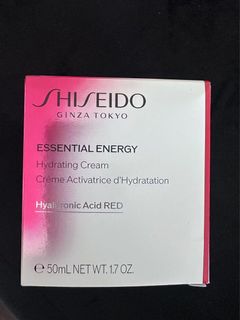 SHISEIDO
GINZA TOKYO
ESSENTIAL ENERGY
Hydrating Cream
Crème Activatrice d'Hydratation
Hyaluronic Acid RED
℮ 50mL NET WT. 1.7 OZ.